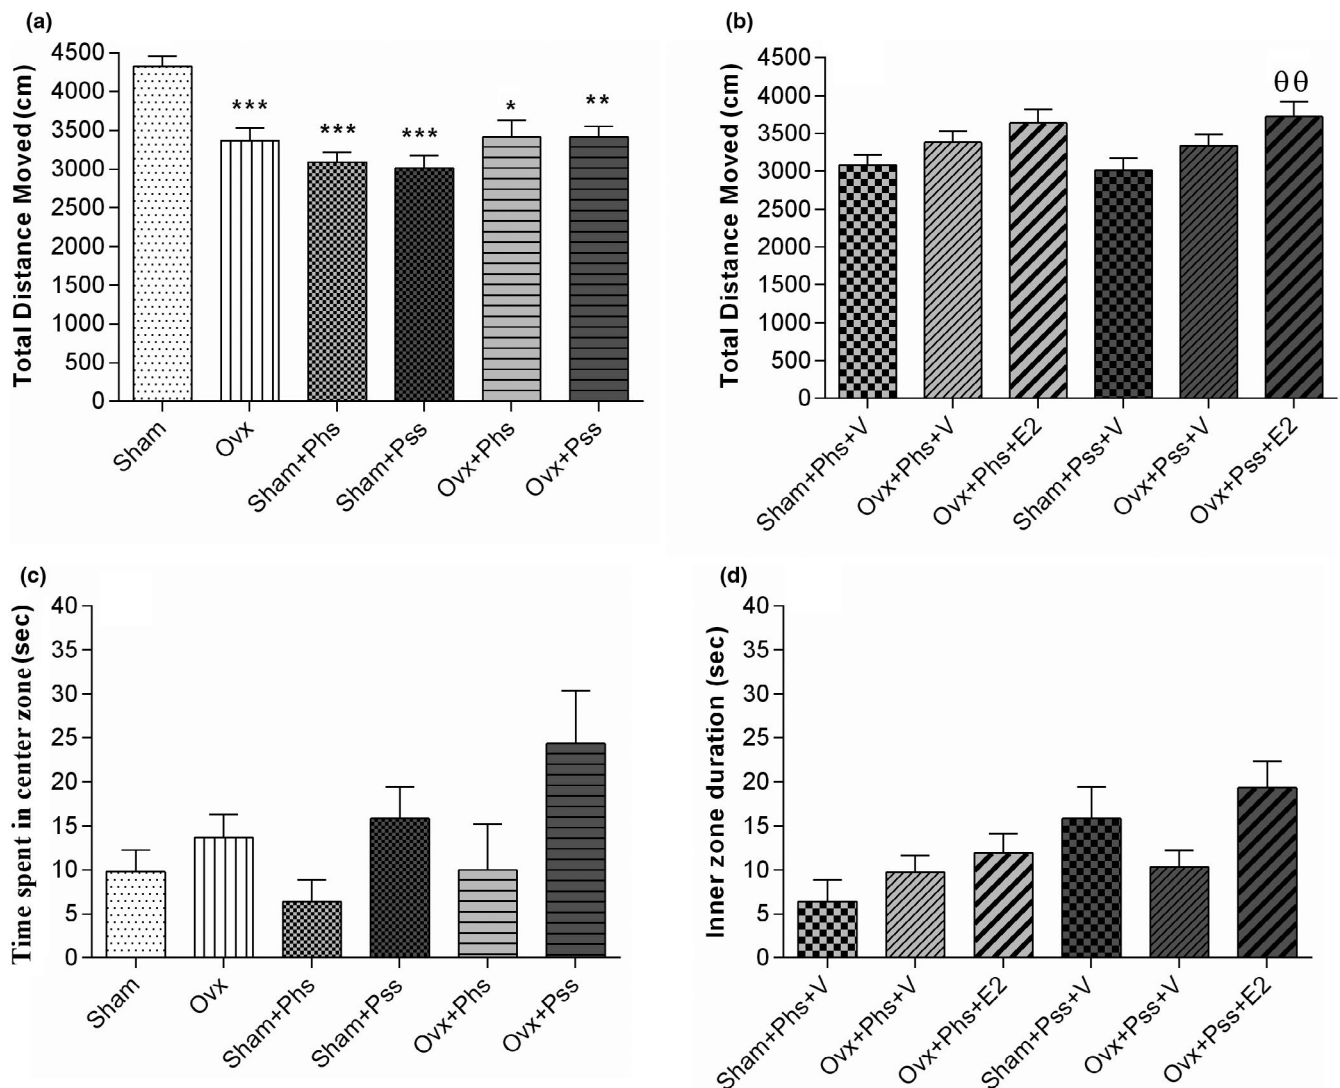 (a)
Total Distance Moved (cm)
4500
4000
3500
3000
2500
2000
1500
1000
500
0
***
***
***
*
**
Sham
Ovx
Sham+Phs
Sham+Pss
Ovx+Phs
Ovx+Pss
(b)
Total Distance Moved (cm)
4500
4000
3500
3000
2500
2000
1500
1000
500
0
θθ
Sham+Phs+V
Ovx+Phs+V
Ovx+Phs+E2
Sham+Pss+V
Ovx+Pss+V
Ovx+Pss+E2
(c)
Time spent in center zone (sec)
40
35
30
25
20
15
10
5
0
Sham
Ovx
Sham+Phs
Sham+Pss
Ovx+Phs
Ovx+Pss
(d)
Inner zone duration (sec)
40
35
30
25
20
15
10
5
0
Sham+Phs+V
Ovx+Phs+V
Ovx+Phs+E2
Sham+Pss+V
Ovx+Pss+V
Ovx+Pss+E2